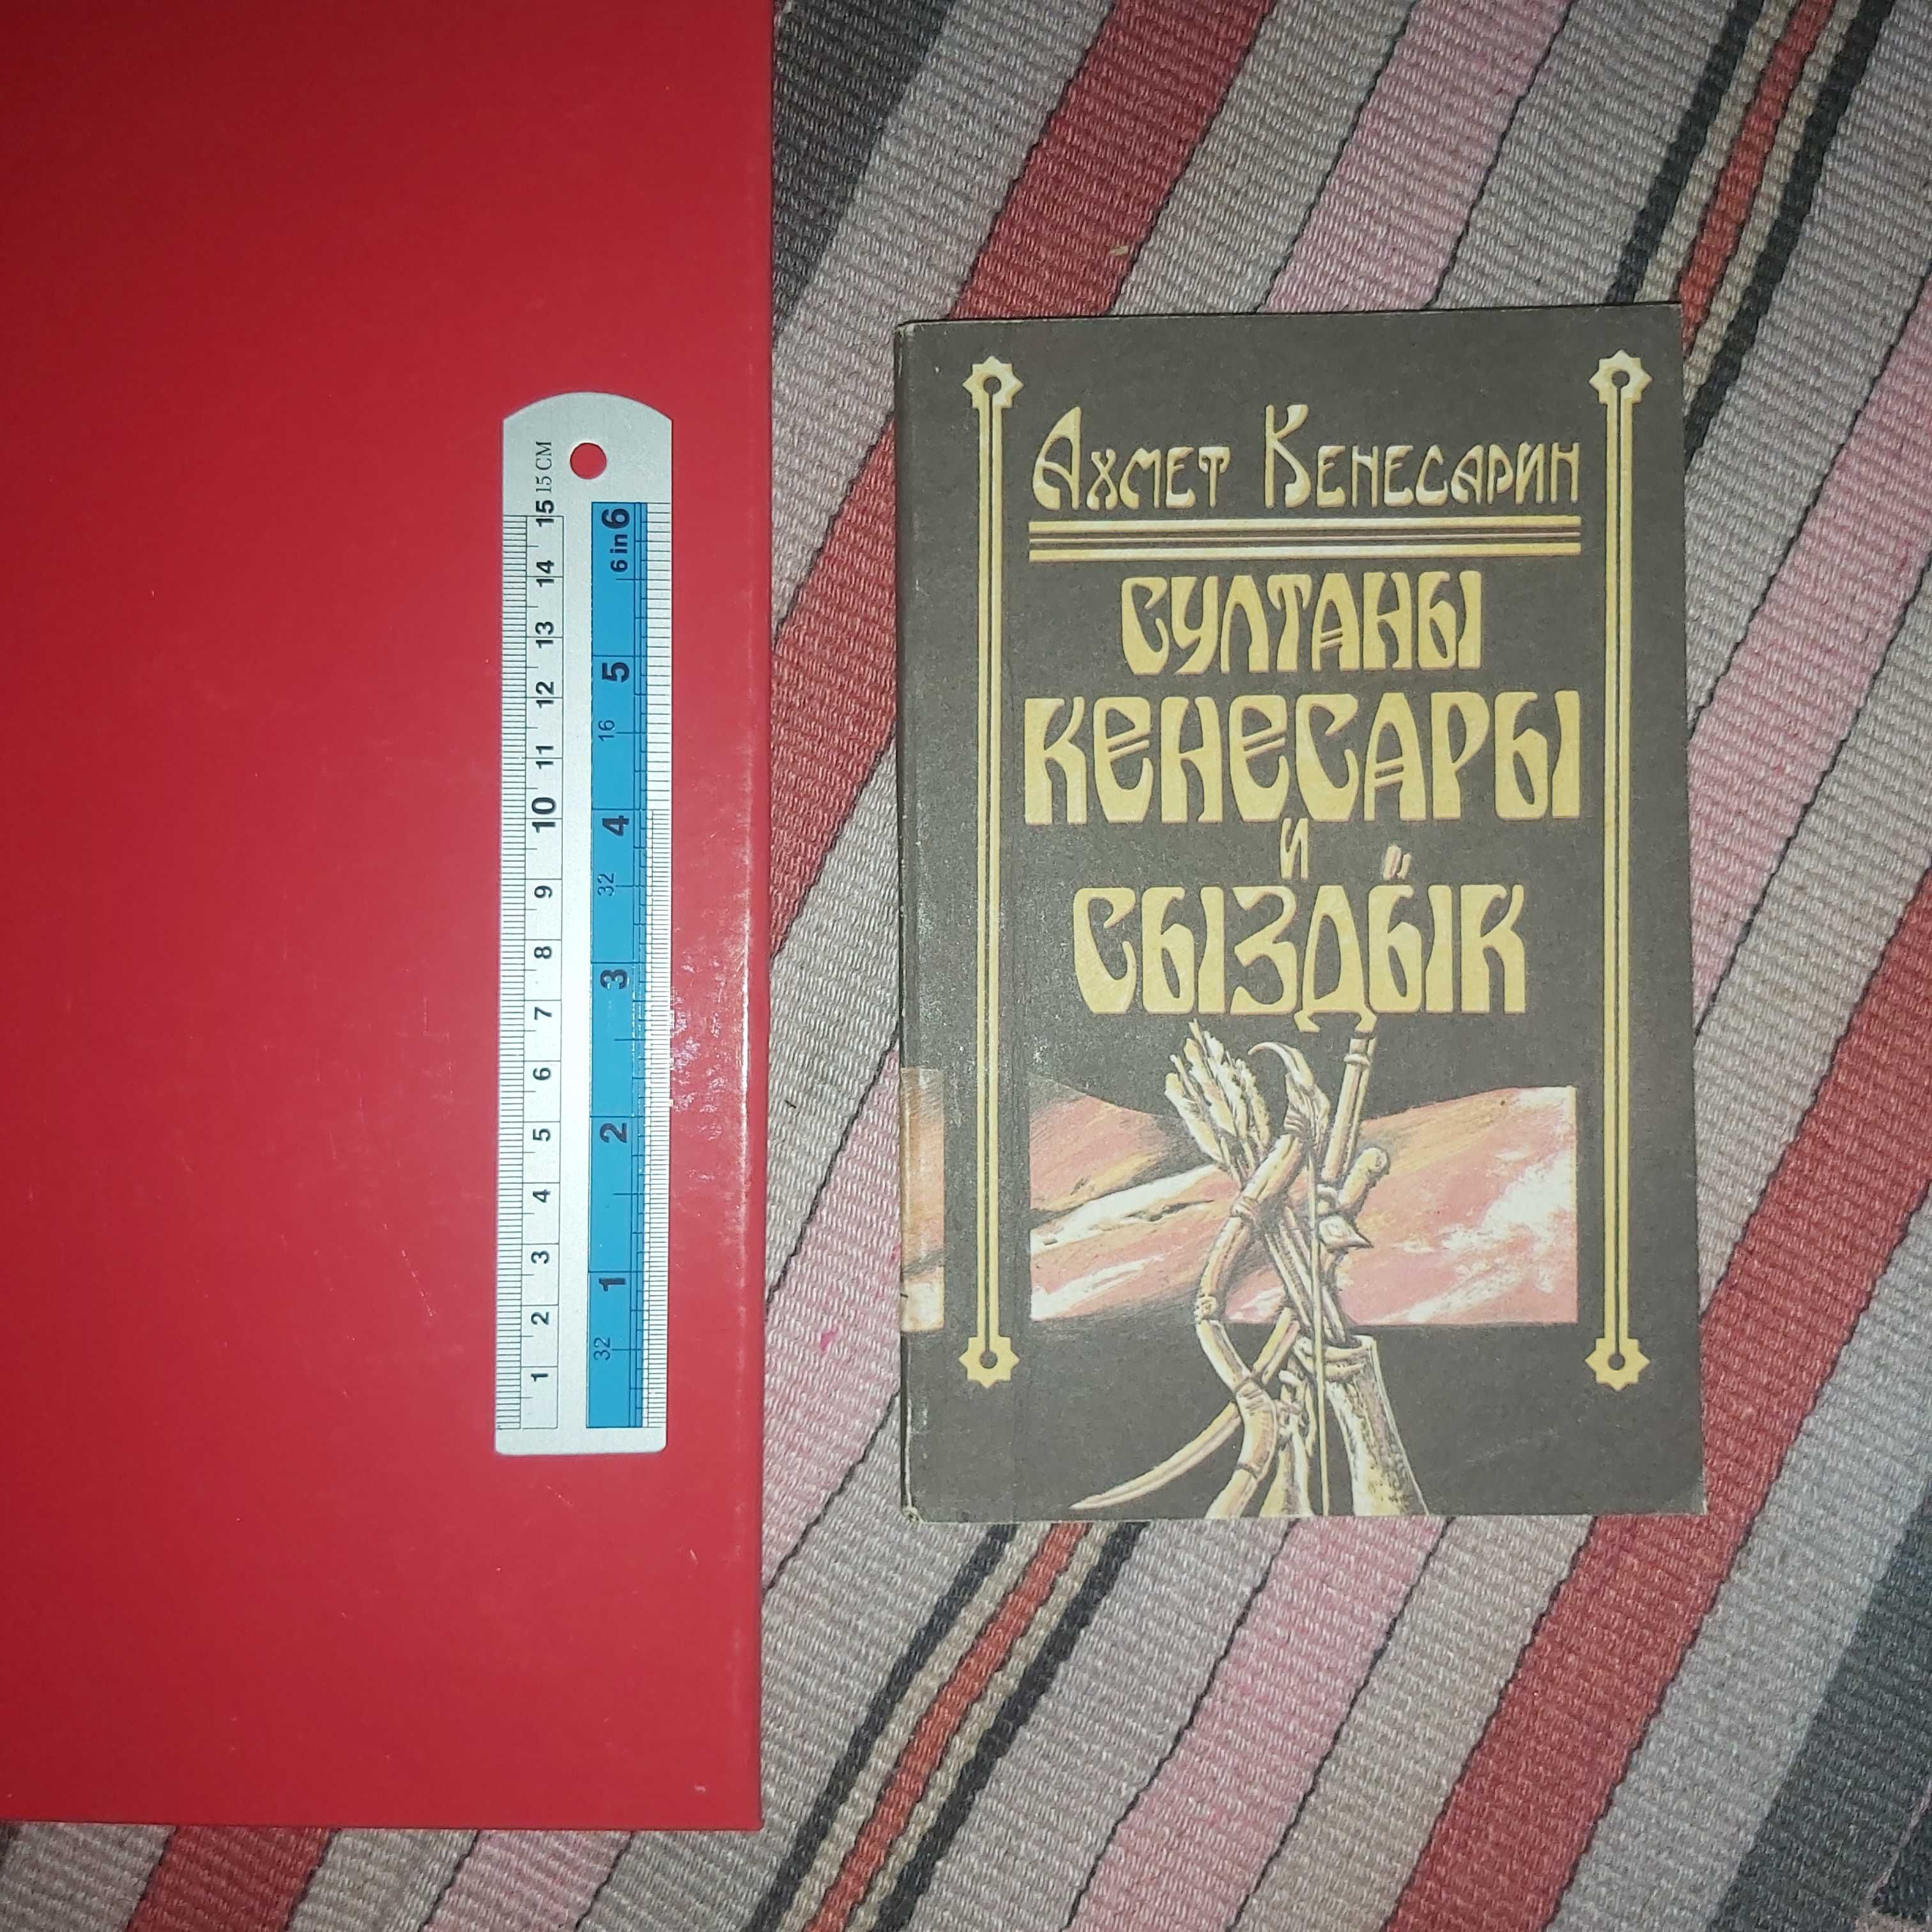 15 CM
1 2 3 4 5 6 7 8 9 10 11 12 13 14 15
32 32 16 6 in
1 2 3 4 5 6
Ахмет Кенесарин
СУЛТАНЫ
КЕНЕСАРЫ
И
СЫЗДЫК